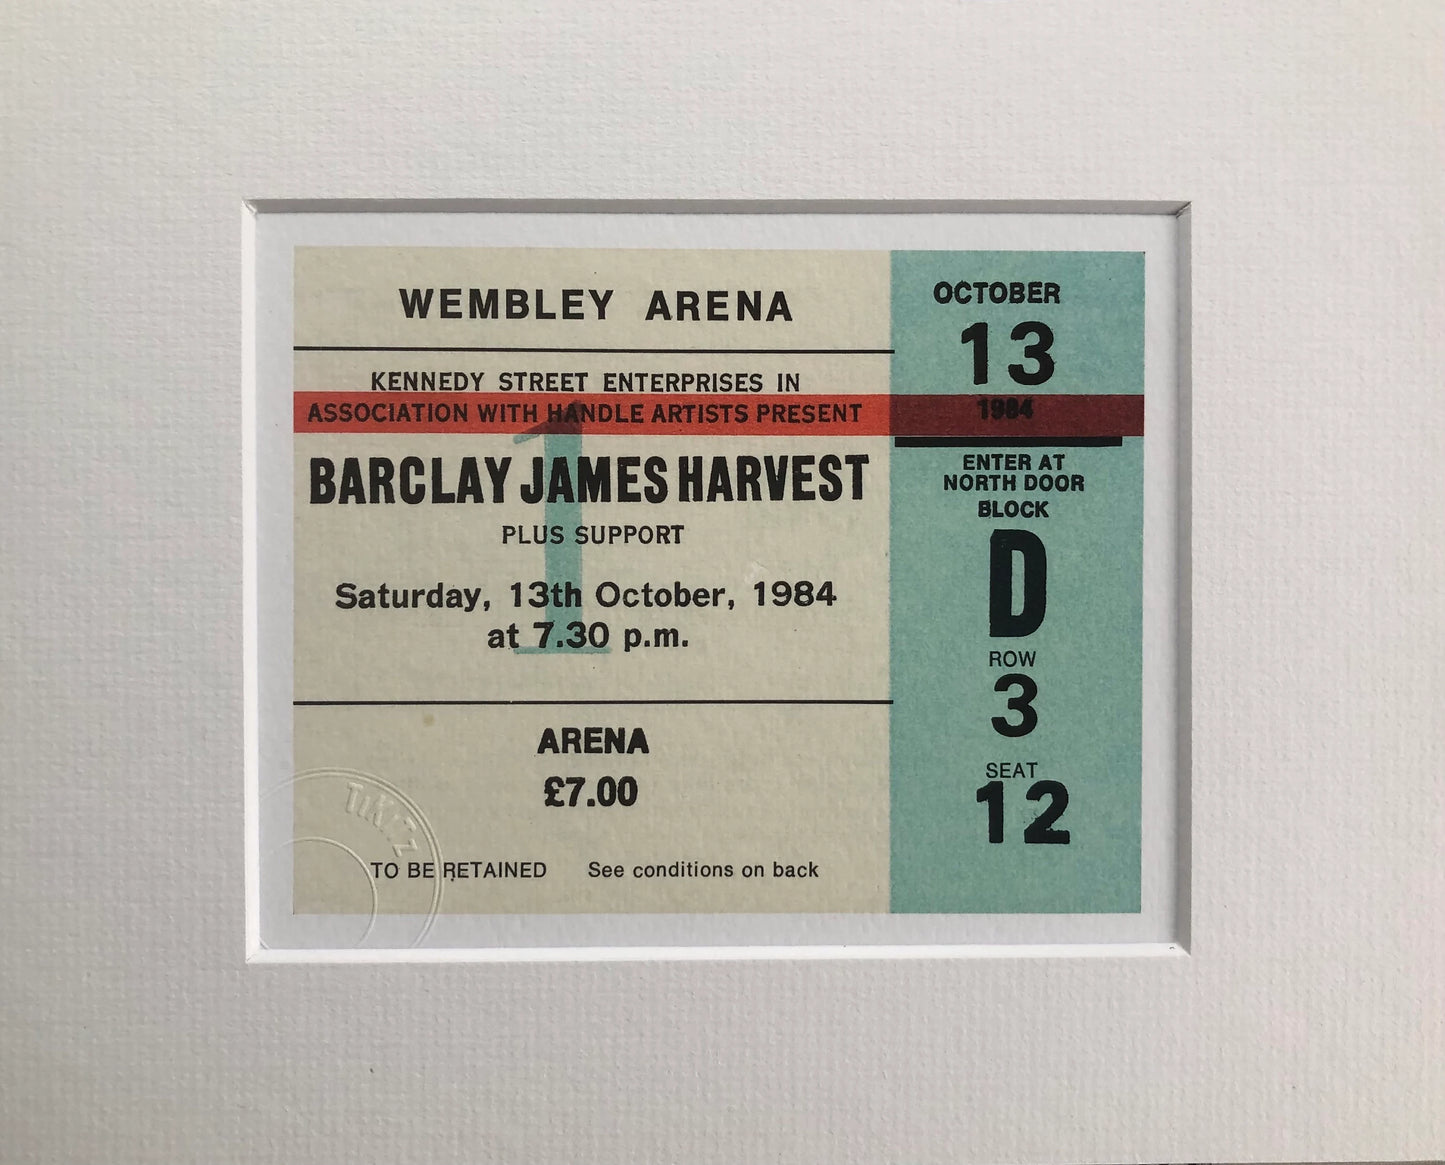 WEMBLEY ARENA
KENNEDY STREET ENTERPRISES IN
ASSOCIATION WITH HANDLE ARTISTS PRESENT
1
BARCLAY JAMES HARVEST
PLUS SUPPORT
Saturday, 13th October, 1984
at 7.30 p.m.
ARENA
£7.00
TO BE RETAINED See conditions on back
OCTOBER
13
1984
ENTER AT
NORTH DOOR
BLOCK
D
ROW
3
SEAT
12